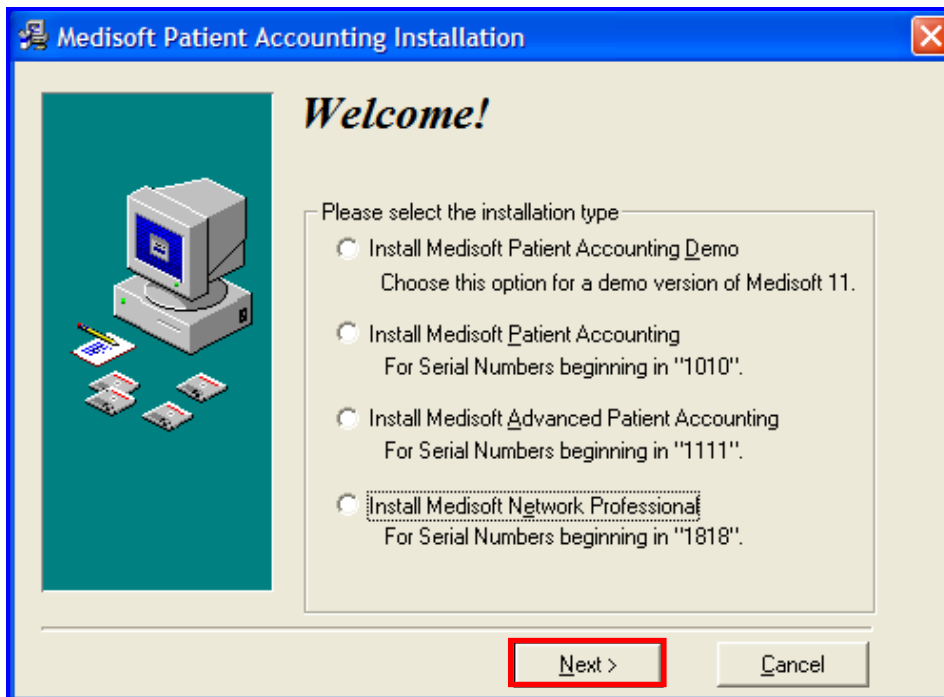 Medisoft Patient Accounting Installation
Welcome!
Please select the installation type
Install Medisoft Patient Accounting Demo
Choose this option for a demo version of Medisoft 11.
Install Medisoft Patient Accounting
For Serial Numbers beginning in "1010".
Install Medisoft Advanced Patient Accounting
For Serial Numbers beginning in "1111".
Install Medisoft Network Professional
For Serial Numbers beginning in "1818".
Next >
Cancel